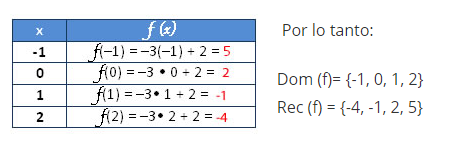 x f(x)
-1 f(-1) = -3(-1) + 2 = 5
0 f(0) = -3 • 0 + 2 = 2
1 f(1) = -3• 1 + 2 = -1
2 f(2) = -3• 2 + 2 = -4
Por lo tanto:
Dom (f)= {-1, 0, 1, 2}
Rec (f) = {-4, -1, 2, 5}